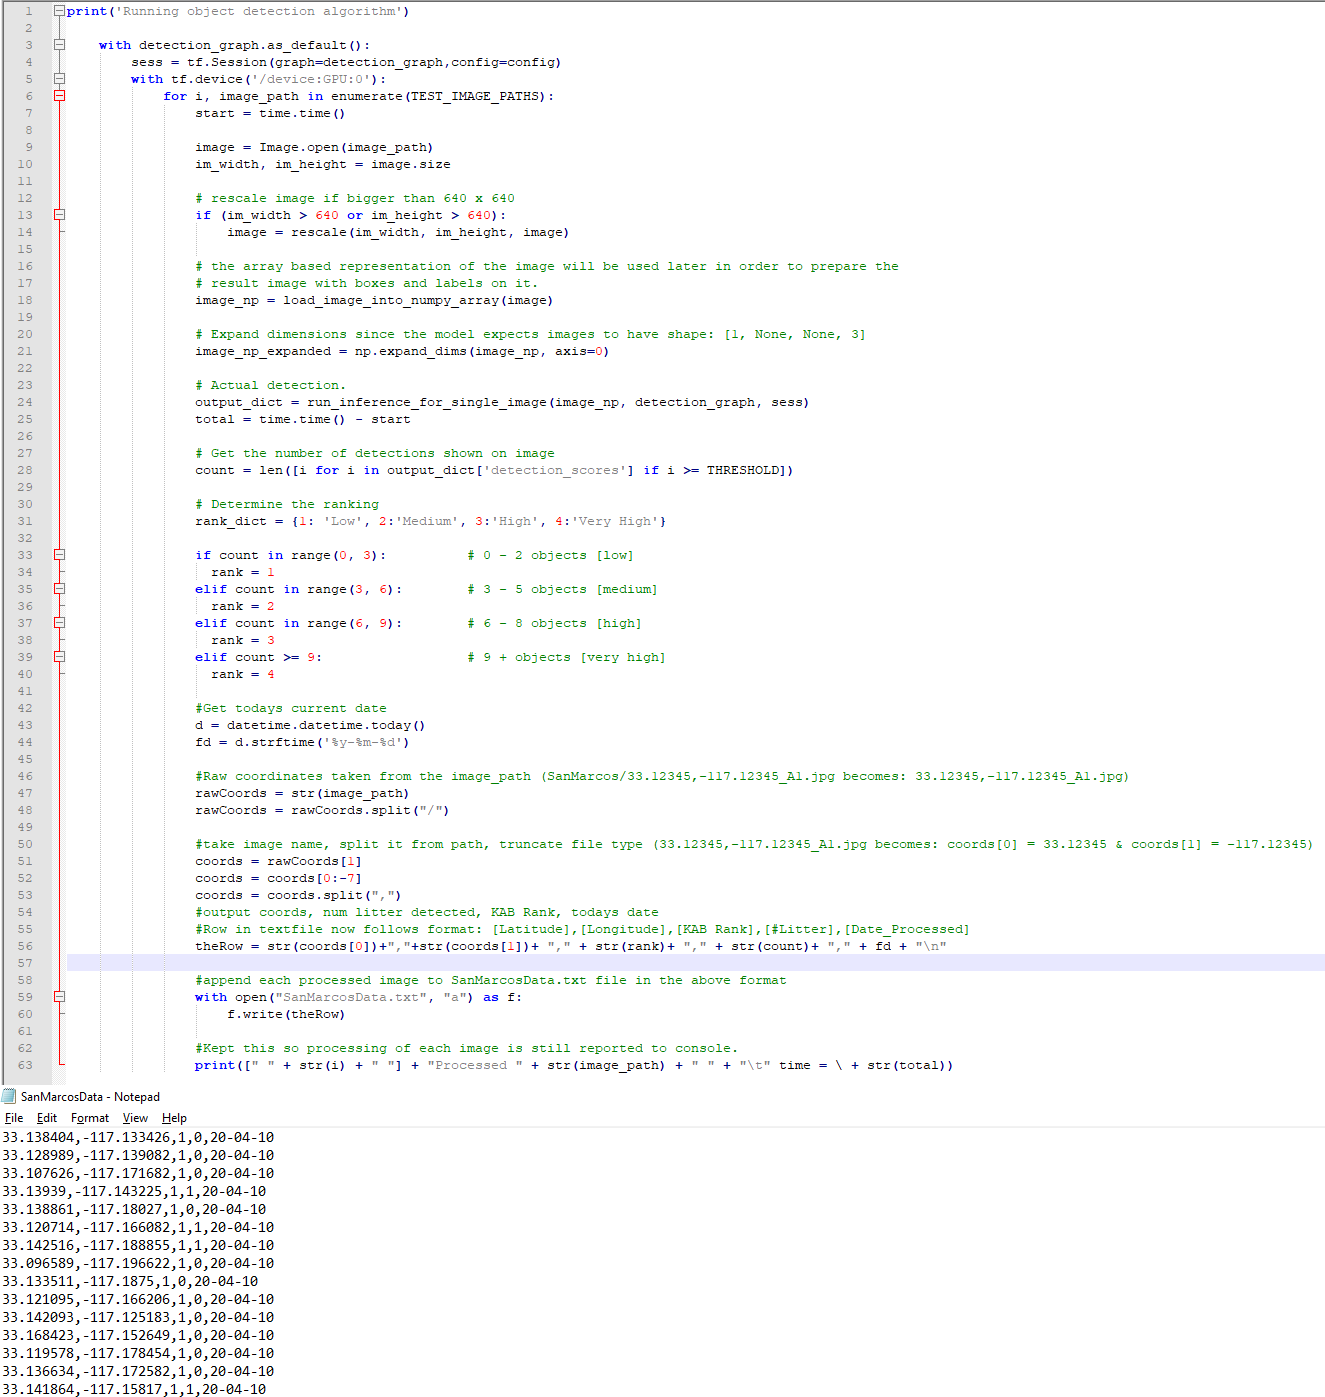 1 print('Running object detection algorithm')
2
3 with detection_graph.as_default():
4 sess = tf.Session(graph=detection_graph,config=config)
5 with tf.device('/device:GPU:0'):
6 for i, image_path in enumerate(TEST_IMAGE_PATHS):
7 start = time.time()
8
9 image = Image.open(image_path)
10 im_width, im_height = image.size
11
12 # rescale image if bigger than 640 x 640
13 if (im_width > 640 or im_height > 640):
14 image = rescale(im_width, im_height, image)
15
16 # the array based representation of the image will be used later in order to prepare the
17 # result image with boxes and labels on it.
18 image_np = load_image_into_numpy_array(image)
19
20 # Expand dimensions since the model expects images to have shape: [1, None, None, 3]
21 image_np_expanded = np.expand_dims(image_np, axis=0)
22
23 # Actual detection.
24 output_dict = run_inference_for_single_image(image_np, detection_graph, sess)
25 total = time.time() - start
26
27 # Get the number of detections shown on image
28 count = len([i for i in output_dict['detection_scores'] if i >= THRESHOLD])
29
30 # Determine the ranking
31 rank_dict = {1: 'Low', 2:'Medium', 3:'High', 4:'Very High'}
32
33 if count in range(0, 3): # 0 - 2 objects [low]
34 rank = 1
35 elif count in range(3, 6): # 3 - 5 objects [medium]
36 rank = 2
37 elif count in range(6, 9): # 6 - 8 objects [high]
38 rank = 3
39 elif count >= 9: # 9 + objects [very high]
40 rank = 4
41
42 #Get todays current date
43 d = datetime.datetime.today()
44 fd = d.strftime('%y-%m-%d')
45
46 #Raw coordinates taken from the image_path (SanMarcos/33.12345,-117.12345_A1.jpg becomes: 33.12345,-117.12345_A1.jpg)
47 rawCoords = str(image_path)
48 rawCoords = rawCoords.split("/")
49
50 #take image name, split it from path, truncate file type (33.12345,-117.12345_A1.jpg becomes: coords[0] = 33.12345 & coords[1] = -117.12345)
51 coords = rawCoords[1]
52 coords = coords[0:-7]
53 coords = coords.split(",")
54 #output coords, num litter detected, KAB Rank, todays date
55 #Row in textfile now follows format: [Latitude],[Longitude],[KAB Rank],[#Litter],[Date_Processed]
56 theRow = str(coords[0])+","+str(coords[1])+ "," + str(rank)+ "," + str(count)+ "," + fd + "\n"
57
58 #append each processed image to SanMarcosData.txt file in the above format
59 with open("SanMarcosData.txt", "a") as f:
60 f.write(theRow)
61
62 #Kept this so processing of each image is still reported to console.
63 print([" " + str(i) + " "] + "Processed " + str(image_path) + " " + "\t" time = \ + str(total))
SanMarcosData - Notepad
File Edit Format View Help
33.138404,-117.133426,1,0,20-04-10
33.128989,-117.139082,1,0,20-04-10
33.107626,-117.171682,1,0,20-04-10
33.13939,-117.143225,1,1,20-04-10
33.138861,-117.18027,1,0,20-04-10
33.120714,-117.166082,1,1,20-04-10
33.142516,-117.188855,1,1,20-04-10
33.096589,-117.196622,1,0,20-04-10
33.133511,-117.1875,1,0,20-04-10
33.121095,-117.166206,1,0,20-04-10
33.142093,-117.125183,1,0,20-04-10
33.168423,-117.152649,1,0,20-04-10
33.119578,-117.178454,1,0,20-04-10
33.136634,-117.172582,1,0,20-04-10
33.141864,-117.15817,1,1,20-04-10